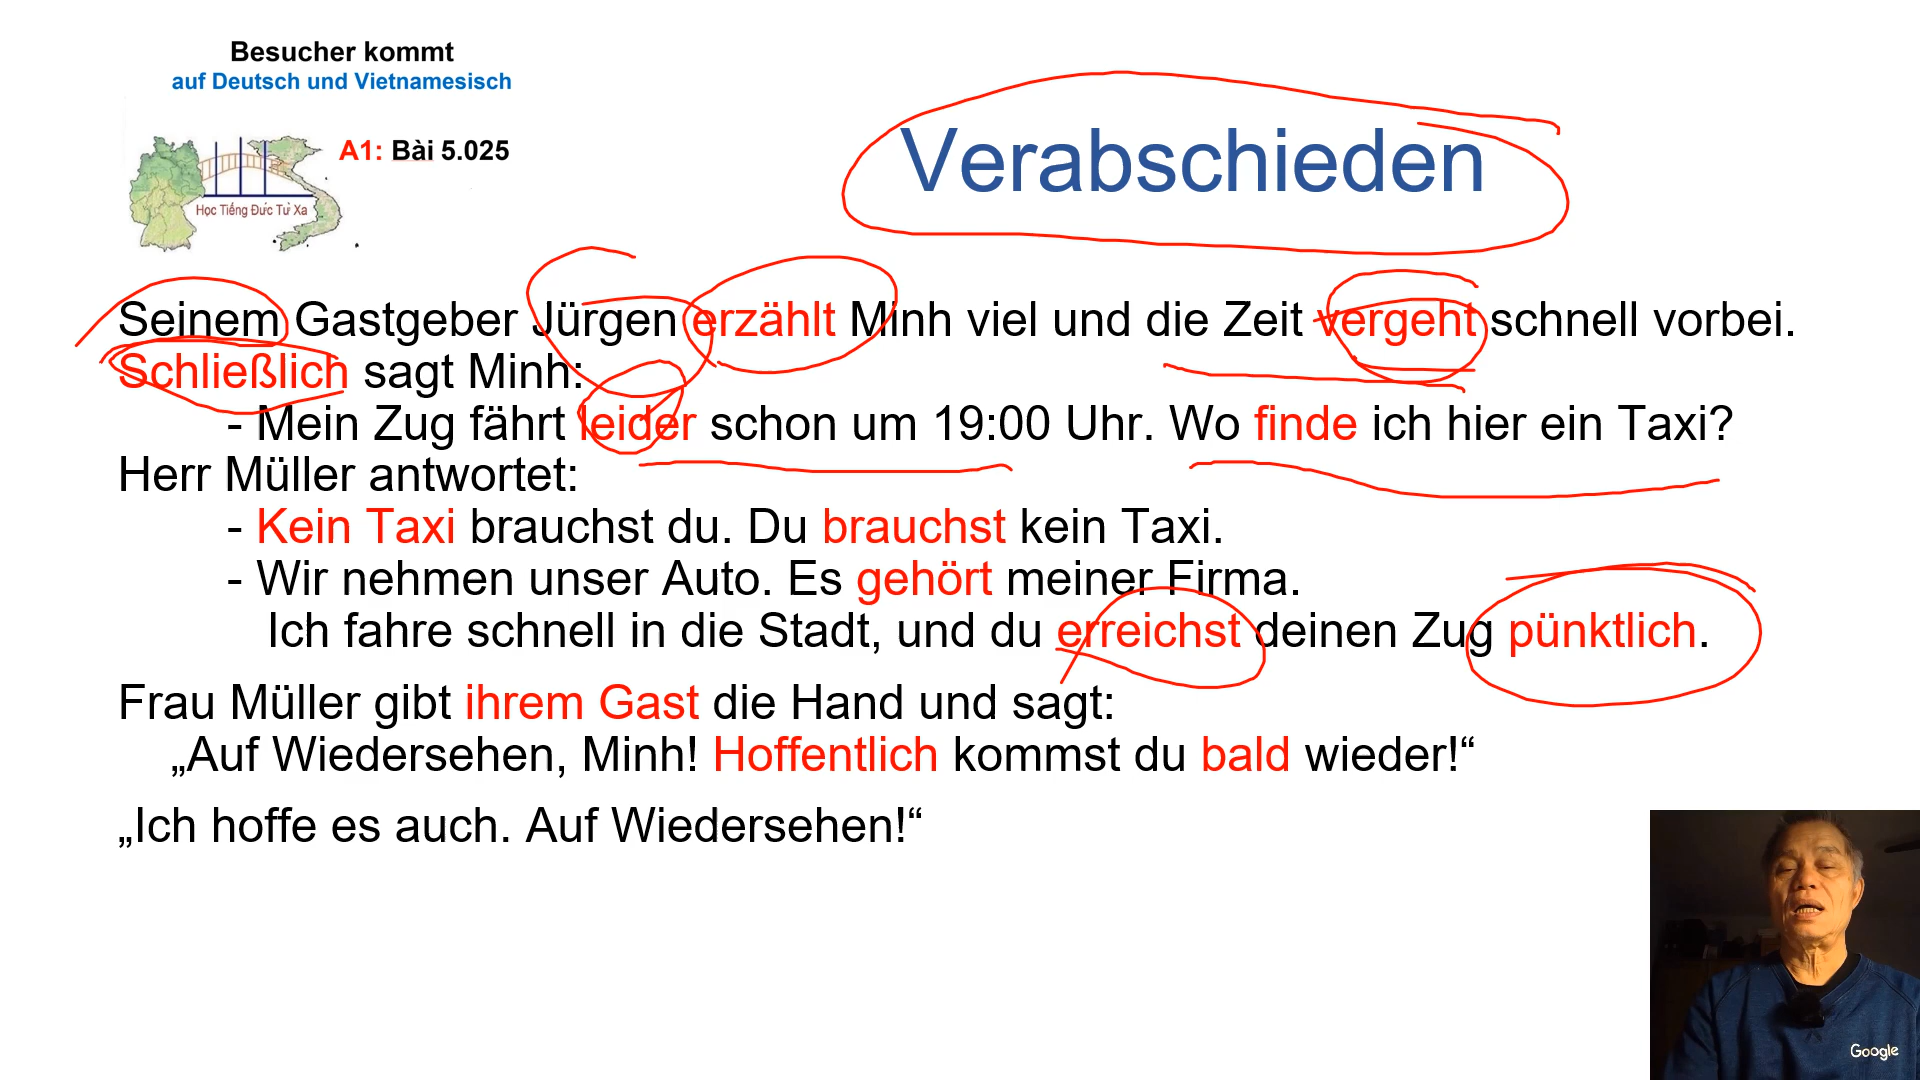 Besucher kommt
auf Deutsch und Vietnamesisch
A1: Bài 5.025
Học Tiếng Đức Từ Xa
Verabschieden
Seinem Gastgeber Jürgen erzählt Minh viel und die Zeit vergeht schnell vorbei.
Schließlich sagt Minh:
- Mein Zug fährt leider schon um 19:00 Uhr. Wo finde ich hier ein Taxi?
Herr Müller antwortet:
- Kein Taxi brauchst du. Du brauchst kein Taxi.
- Wir nehmen unser Auto. Es gehört meiner Firma.
Ich fahre schnell in die Stadt, und du erreichst deinen Zug pünktlich.
Frau Müller gibt ihrem Gast die Hand und sagt:
„Auf Wiedersehen, Minh! Hoffentlich kommst du bald wieder!“
„Ich hoffe es auch. Auf Wiedersehen!“
Google